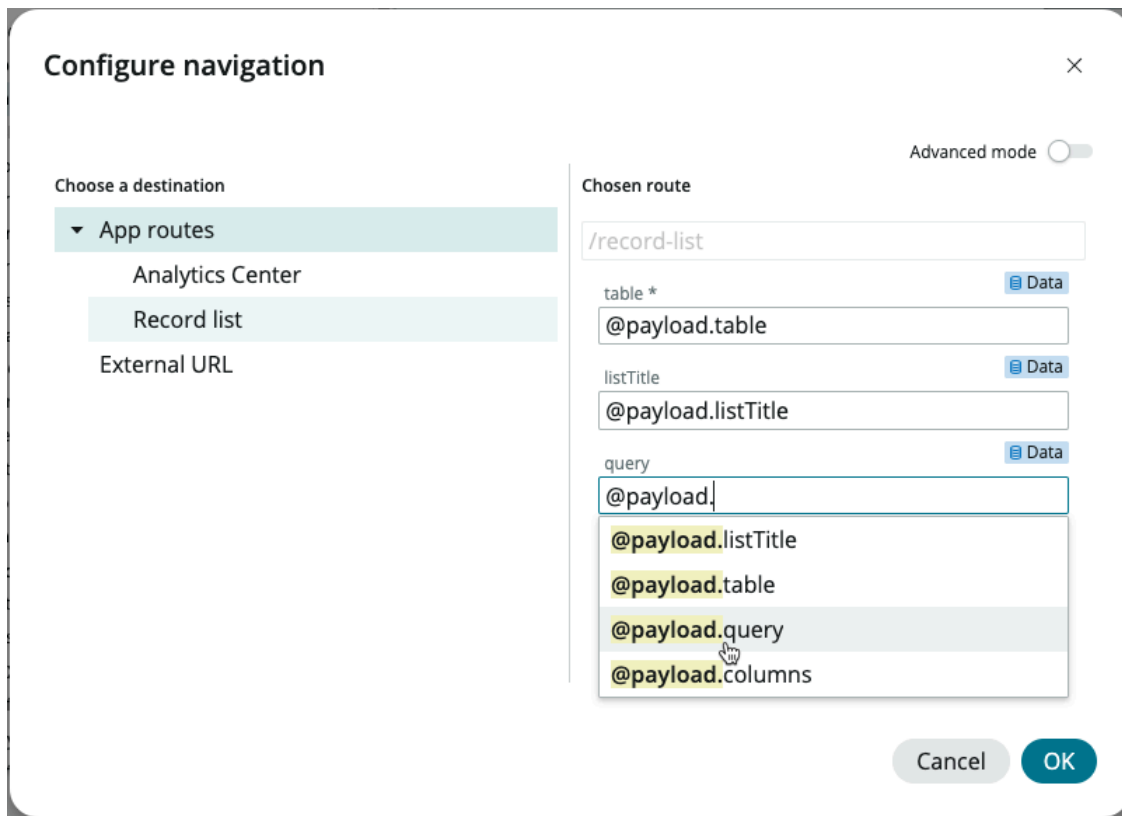 Configure navigation
Advanced mode
Choose a destination
App routes
Analytics Center
Record list
External URL
Chosen route
/record-list
table *
Data
@payload.table
listTitle
Data
@payload.listTitle
query
Data
@payload.
@payload.listTitle
@payload.table
@payload.query
@payload.columns
Cancel
OK